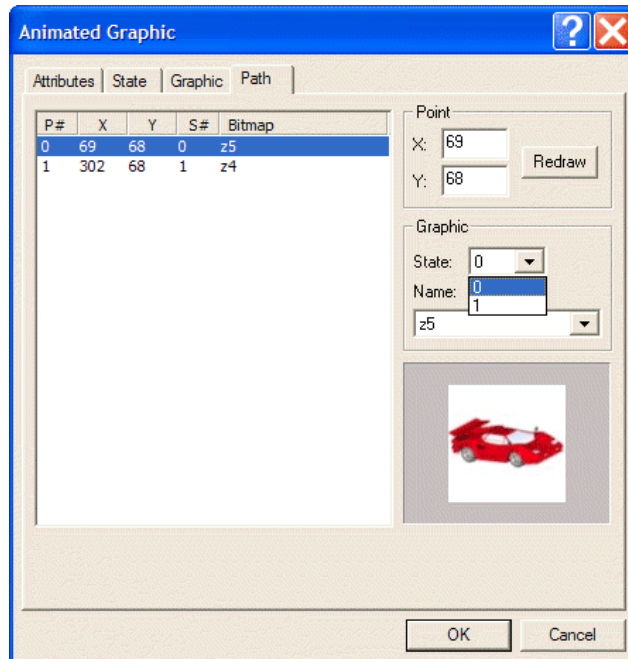 Animated Graphic
Attributes State Graphic Path
P# X Y S# Bitmap
0 69 68 0 z5
1 302 68 1 z4
Point
X: 69
Y: 68
Redraw
Graphic
State: 0
0
1
Name:
z5
OK Cancel